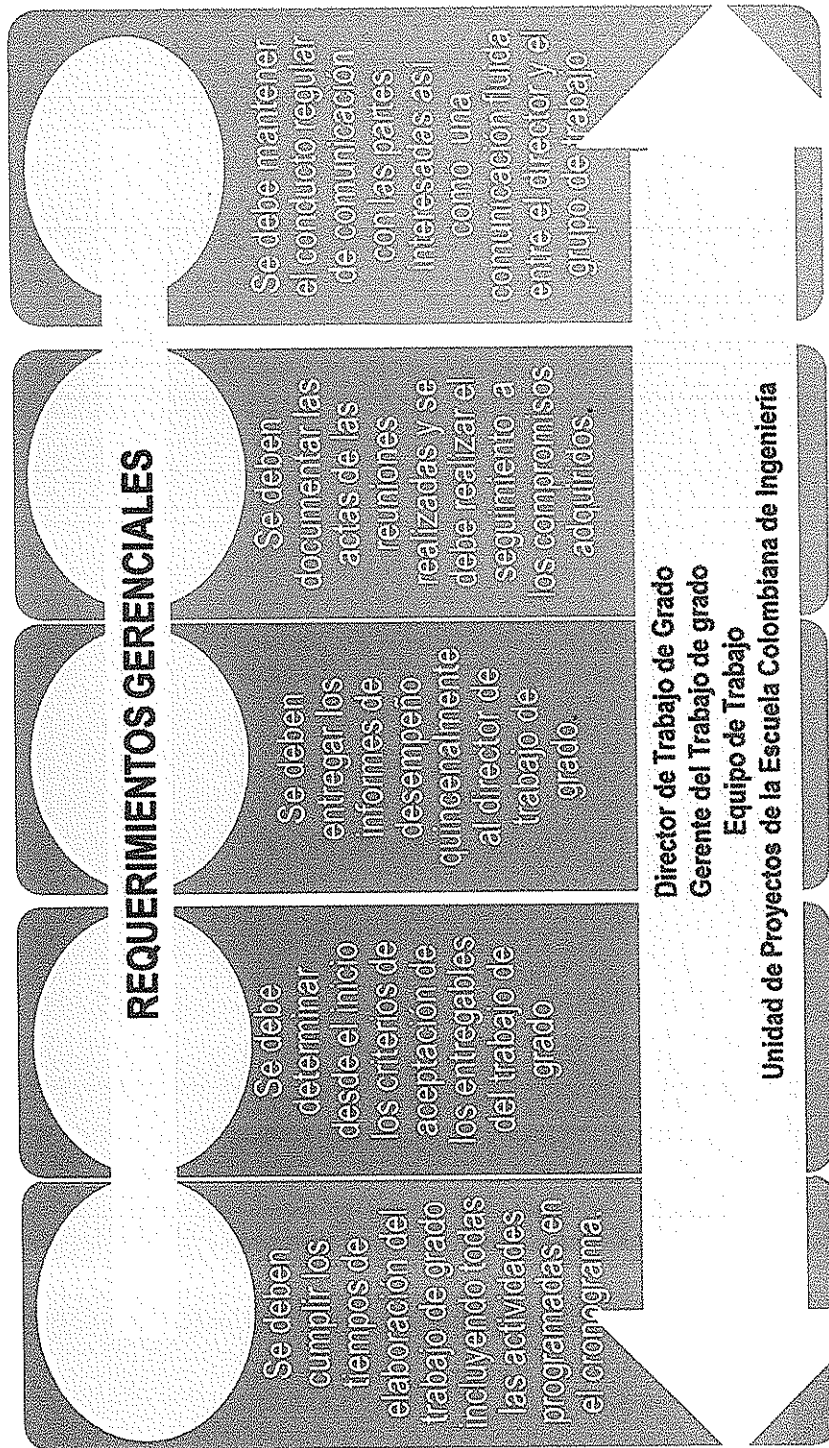 REQUERIMIENTOS GERENCIALES
Se deben
cumplir los
tiempos de
elaboración del
trabajo de grado
incluyendo todas
las actividades
programadas en
el cronograma.
Se debe
determinar
desde el inicio
los criterios de
aceptación de
los entregables
del trabajo de
grado
Se deben
entregar los
informes de
desempeño
quincenalmente
al director de
trabajo de
grado.
Se deben
documentar las
actas de las
reuniones
realizadas y se
debe realizar el
seguimiento a
los compromisos
adquiridos.
Se debe mantener
el conducto regular
de comunicación
con las partes
interesadas así
como una
comunicación fluida
entre el director y el
grupo de trabajo
Director de Trabajo de Grado
Gerente del Trabajo de grado
Equipo de Trabajo
Unidad de Proyectos de la Escuela Colombiana de Ingeniería